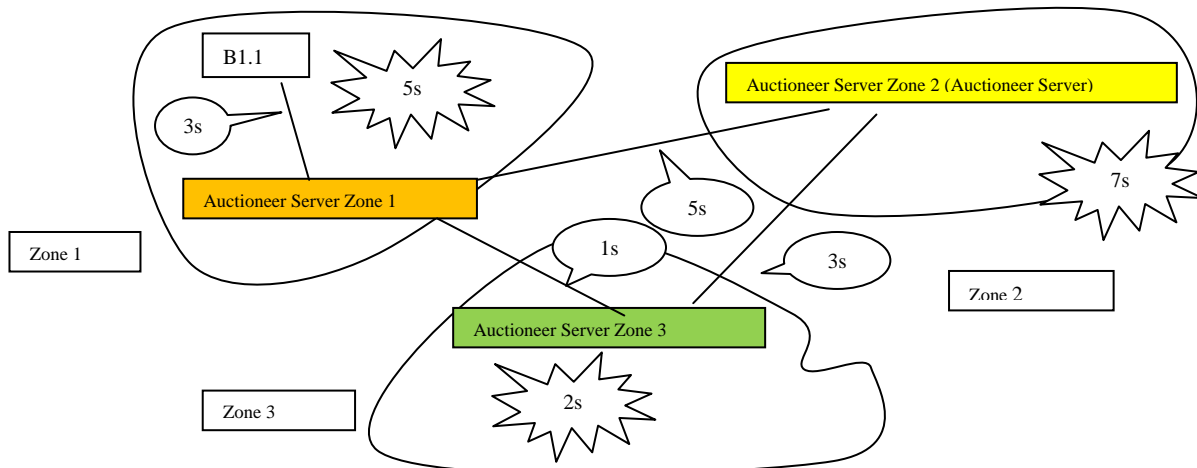 B1.1
5s
3s
Auctioneer Server Zone 2 (Auctioneer Server)
7s
Auctioneer Server Zone 1
5s
Zone 1
1s
3s
Zone 2
Auctioneer Server Zone 3
2s
Zone 3